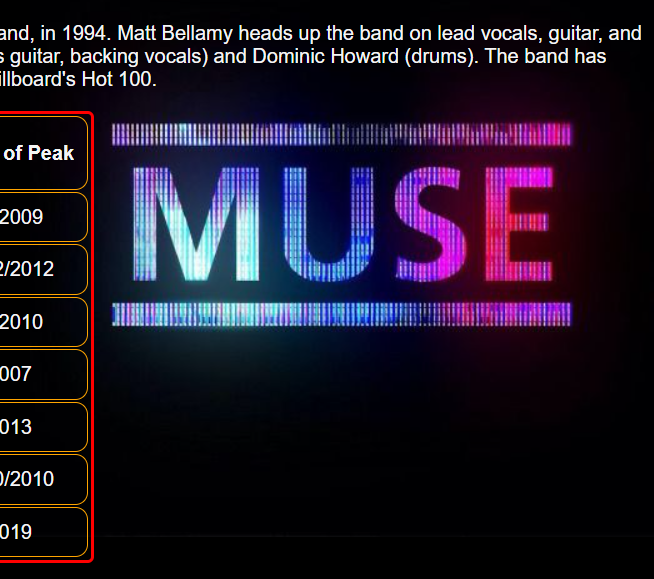 and, in 1994. Matt Bellamy heads up the band on lead vocals, guitar, and
s guitar, backing vocals) and Dominic Howard (drums). The band has
illboard's Hot 100.
of Peak
MUSE
2009
2/2012
2010
007
013
0/2010
019